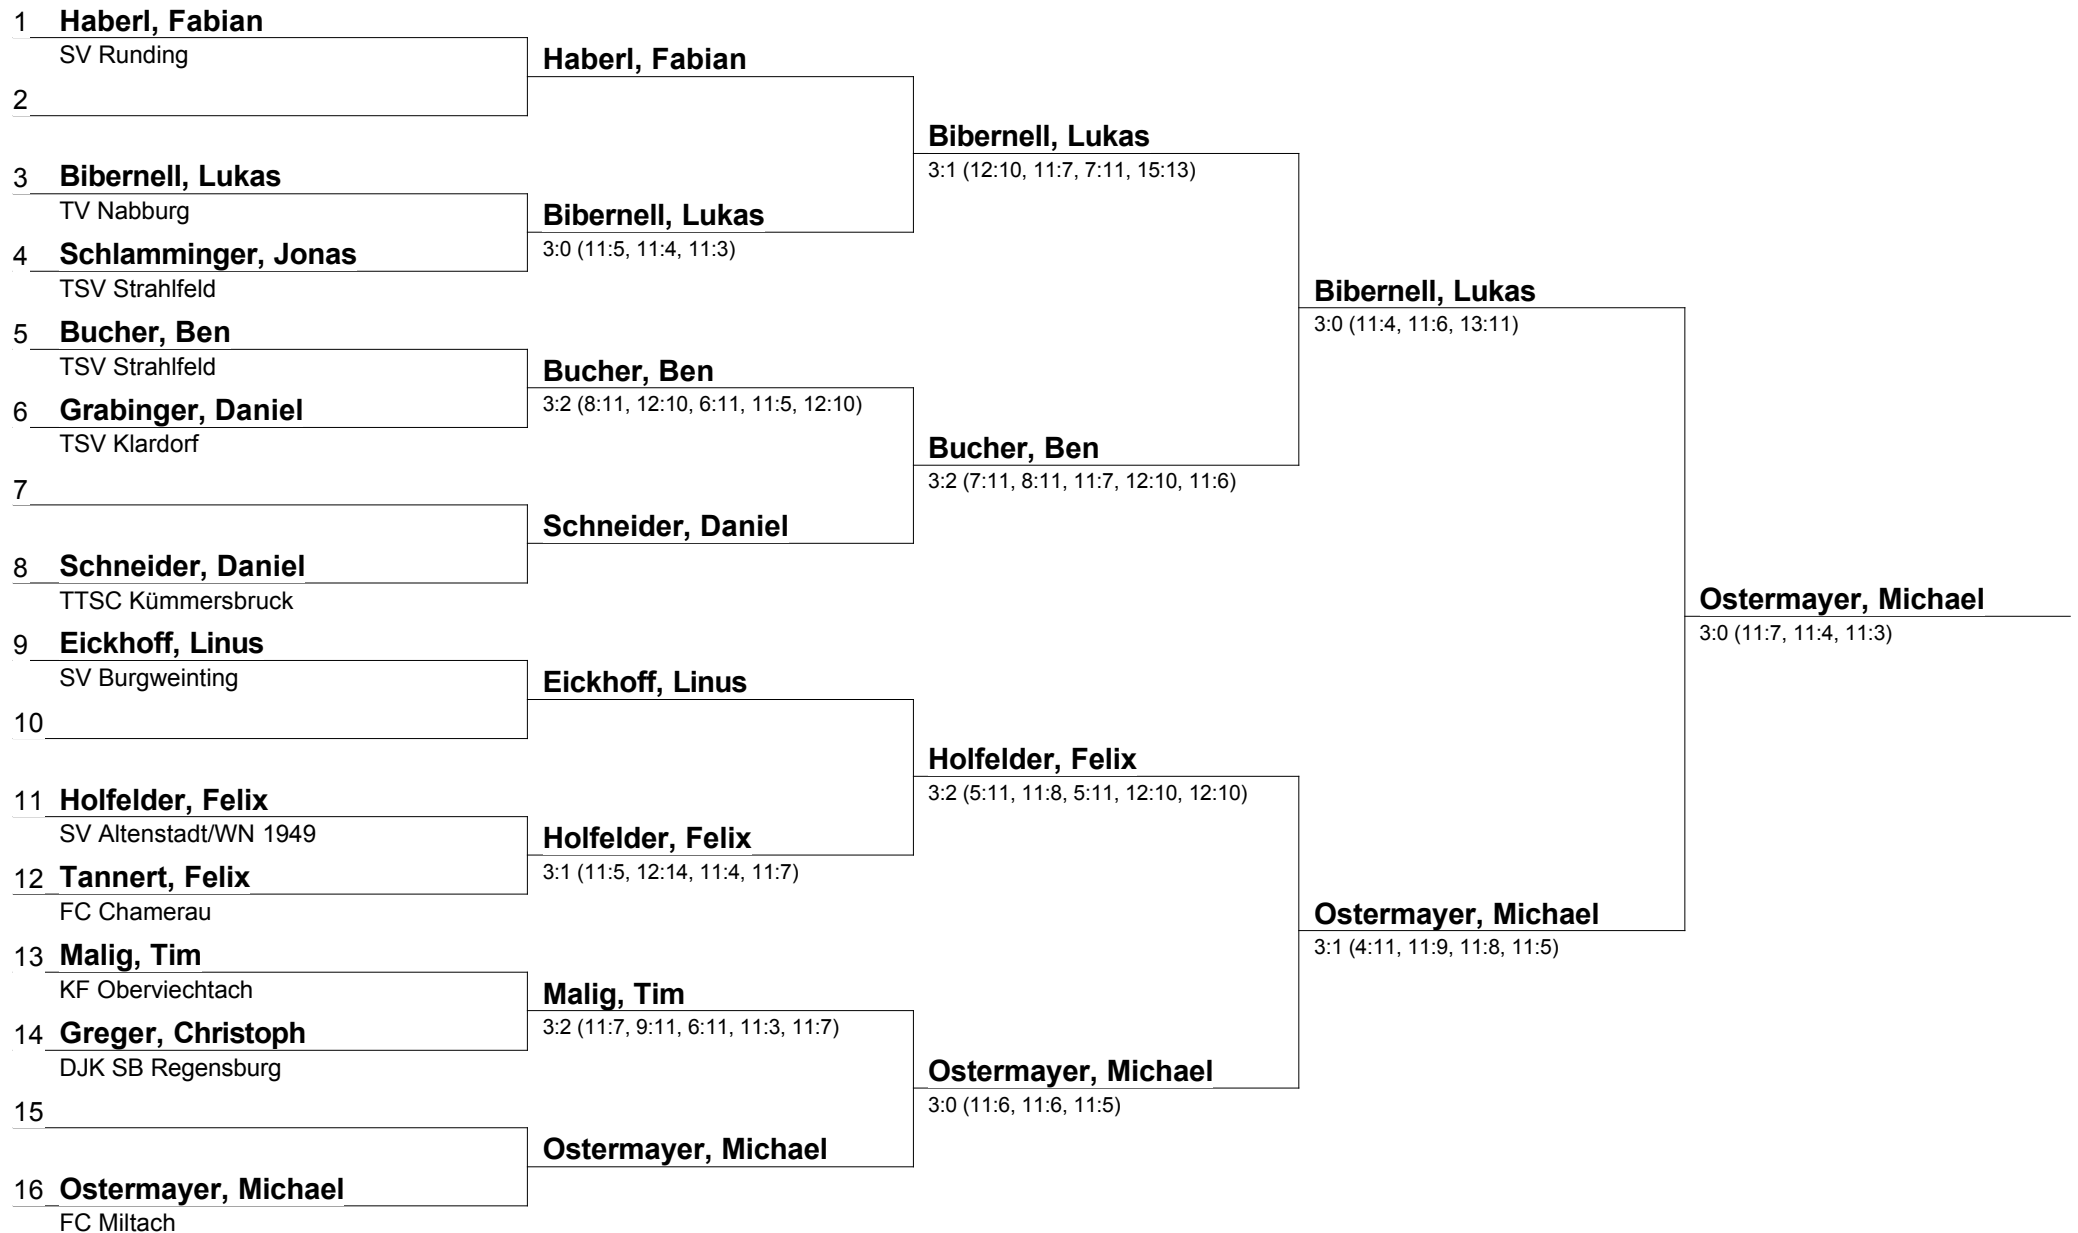 1 Haberl, Fabian
SV Runding
Haberl, Fabian
2
Bibernell, Lukas
3:1 (12:10, 11:7, 7:11, 15:13)
3 Bibernell, Lukas
TV Nabburg
Bibernell, Lukas
3:0 (11:5, 11:4, 11:3)
4 Schlamminger, Jonas
TSV Strahlfeld
Bibernell, Lukas
3:0 (11:4, 11:6, 13:11)
5 Bucher, Ben
TSV Strahlfeld
Bucher, Ben
3:2 (8:11, 12:10, 6:11, 11:5, 12:10)
6 Grabinger, Daniel
TSV Klardorf
Bucher, Ben
3:2 (7:11, 8:11, 11:7, 12:10, 11:6)
7
Schneider, Daniel
8 Schneider, Daniel
TTSC Kümmersbruck
Ostermayer, Michael
3:0 (11:7, 11:4, 11:3)
9 Eickhoff, Linus
SV Burgweinting
Eickhoff, Linus
10
Holfelder, Felix
3:2 (5:11, 11:8, 5:11, 12:10, 12:10)
11 Holfelder, Felix
SV Altenstadt/WN 1949
Holfelder, Felix
3:1 (11:5, 12:14, 11:4, 11:7)
12 Tannert, Felix
FC Chamerau
Ostermayer, Michael
3:1 (4:11, 11:9, 11:8, 11:5)
13 Malig, Tim
KF Oberviechtach
Malig, Tim
3:2 (11:7, 9:11, 6:11, 11:3, 11:7)
14 Greger, Christoph
DJK SB Regensburg
Ostermayer, Michael
3:0 (11:6, 11:6, 11:5)
15
Ostermayer, Michael
16 Ostermayer, Michael
FC Miltach